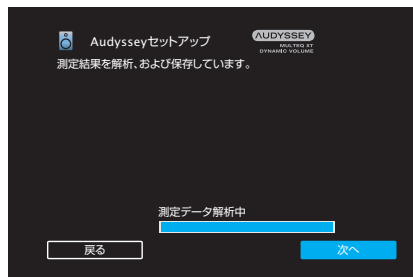 Audysseyセットアップ
AUDYSSEY
MULTEQ XT
DYNAMIC VOLUME
測定結果を解析、および保存しています。
測定データ解析中
戻る
次へ